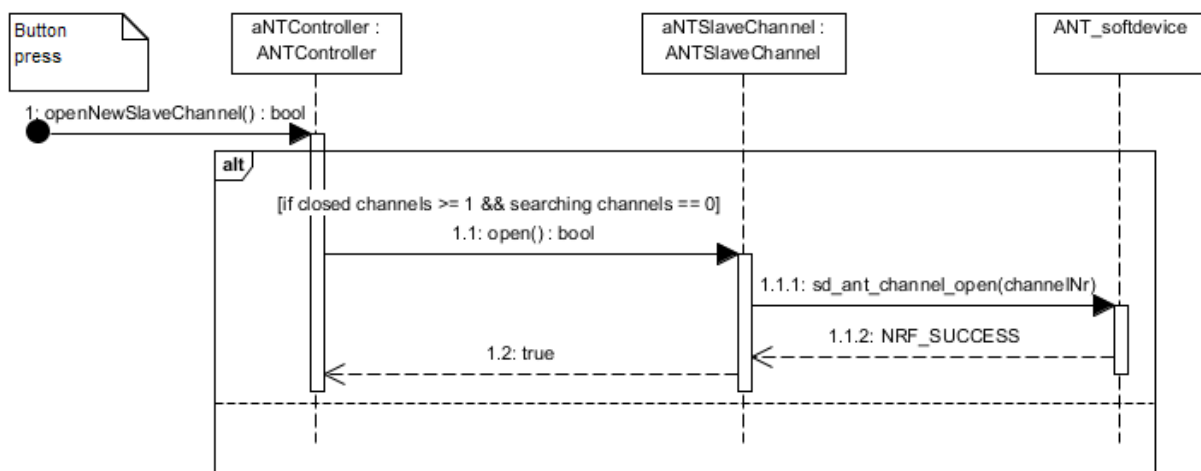 Button
press
aNTController :
ANTController
aNTSlaveChannel :
ANTSlaveChannel
ANT_softdevice
1: openNewSlaveChannel() : bool
alt
[if closed channels >= 1 && searching channels == 0]
1.1: open() : bool
1.1.1: sd_ant_channel_open(channelNr)
1.1.2: NRF_SUCCESS
1.2: true